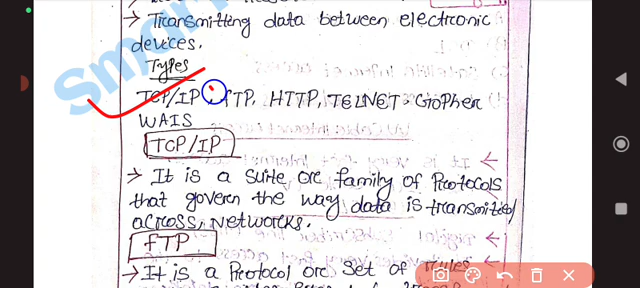 → Transmitting data between electronic
devices.
Types
TCP/IP, FTP, HTTP, TELNET, Gopher
WAIS
TCP/IP
→ It is a suite or family of Protocols
that govern the way data is transmitted
across, Networks.
FTP
→ It is a Protocol or set of